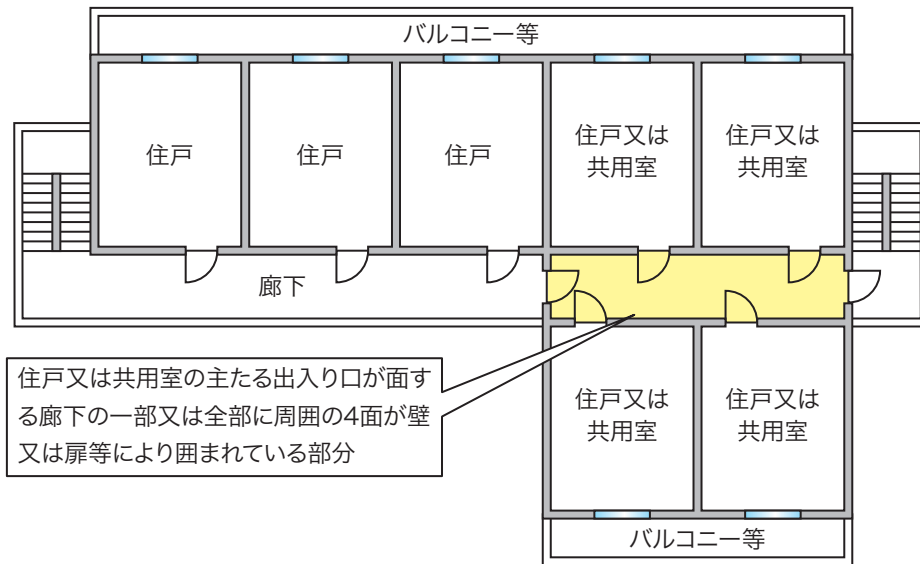 バルコニー等
住戸
住戸
住戸
住戸又は
共用室
住戸又は
共用室
廊下
住戸又は共用室の主たる出入り口が面す
る廊下の一部又は全部に周囲の4面が壁
又は扉等により囲まれている部分
住戸又は
共用室
住戸又は
共用室
バルコニー等